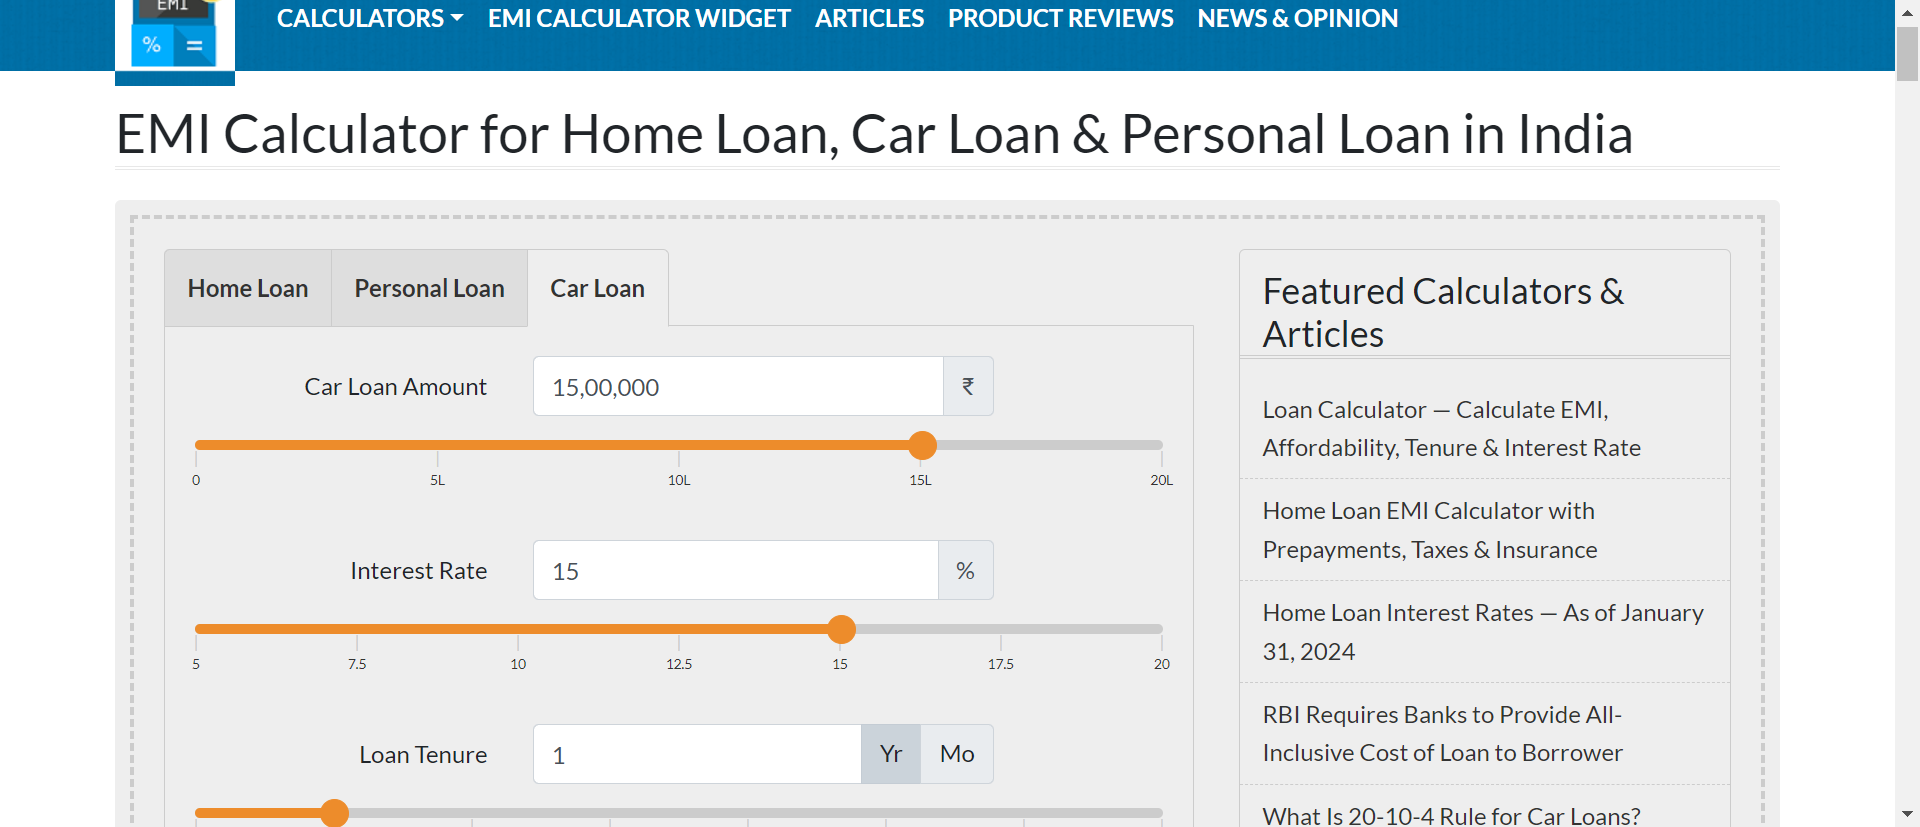 EMI
% =
CALCULATORS EMI CALCULATOR WIDGET ARTICLES PRODUCT REVIEWS NEWS & OPINION
EMI Calculator for Home Loan, Car Loan & Personal Loan in India
Home Loan Personal Loan Car Loan
Car Loan Amount 15,00,000 ₹
0 5L 10L 15L 20L
Interest Rate 15 %
5 7.5 10 12.5 15 17.5 20
Loan Tenure 1 Yr Mo
Featured Calculators &
Articles
Loan Calculator — Calculate EMI,
Affordability, Tenure & Interest Rate
Home Loan EMI Calculator with
Prepayments, Taxes & Insurance
Home Loan Interest Rates — As of January
31, 2024
RBI Requires Banks to Provide All-
Inclusive Cost of Loan to Borrower
What Is 20-10-4 Rule for Car Loans?